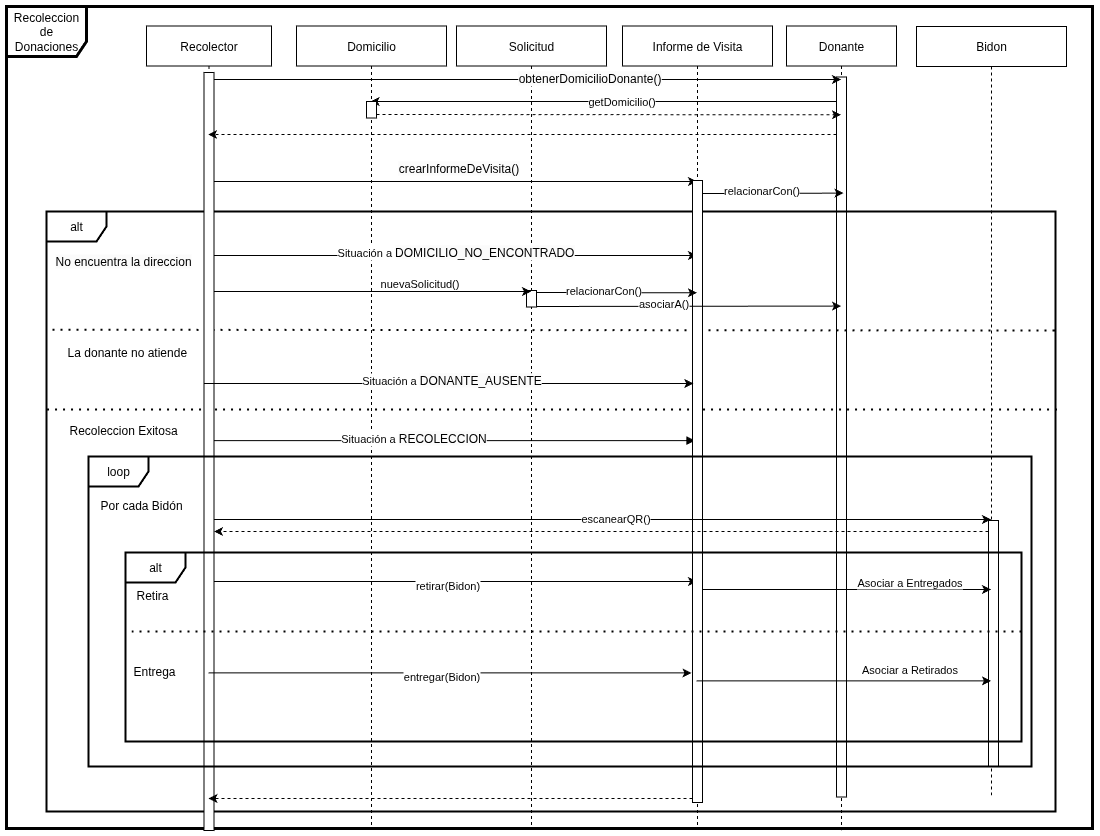 Recoleccion
de
Donaciones
Recolector
Domicilio
Solicitud
Informe de Visita
Donante
Bidon
obtenerDomicilioDonante()
getDomicilio()
crearInformeDeVisita()
relacionarCon()
alt
No encuentra la direccion
Situación a DOMICILIO_NO_ENCONTRADO
nuevaSolicitud()
relacionarCon()
asociarA()
La donante no atiende
Situación a DONANTE_AUSENTE
Recoleccion Exitosa
Situación a RECOLECCION
loop
Por cada Bidón
escanearQR()
alt
Retira
retirar(Bidon)
Asociar a Entregados
Entrega
entregar(Bidon)
Asociar a Retirados